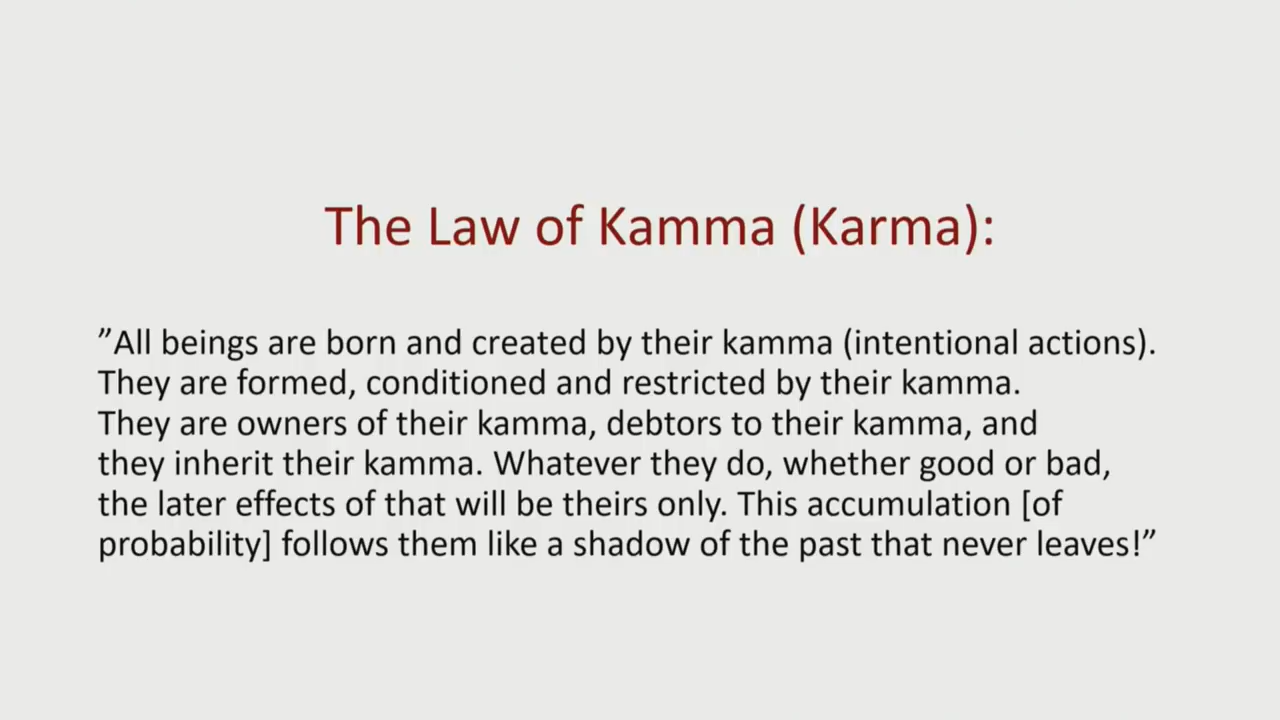 The Law of Kamma (Karma):
”All beings are born and created by their kamma (intentional actions).
They are formed, conditioned and restricted by their kamma.
They are owners of their kamma, debtors to their kamma, and
they inherit their kamma. Whatever they do, whether good or bad,
the later effects of that will be theirs only. This accumulation [of
probability] follows them like a shadow of the past that never leaves!”